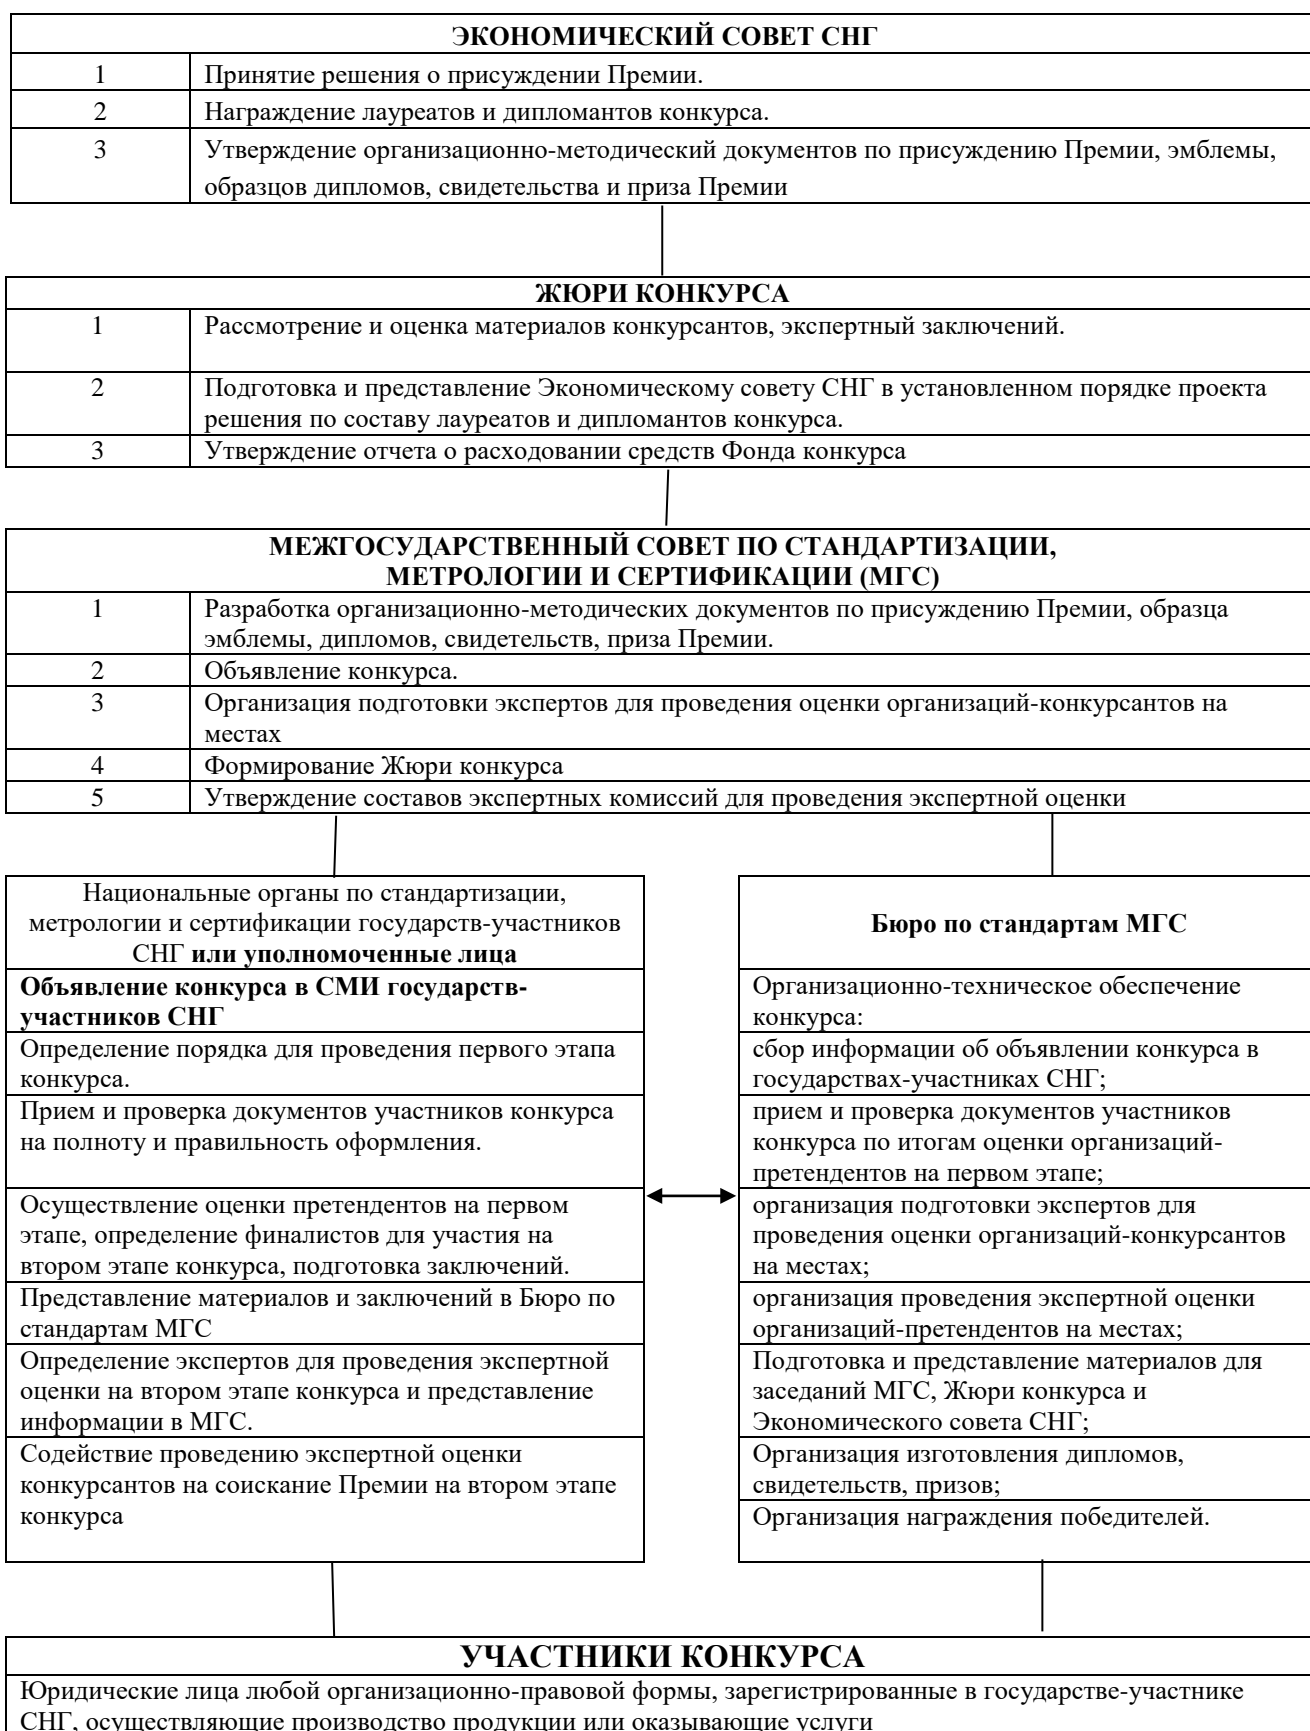 ЭКОНОМИЧЕСКИЙ СОВЕТ СНГ
1 Принятие решения о присуждении Премии.
2 Награждение лауреатов и дипломантов конкурса.
3 Утверждение организационно-методический документов по присуждению Премии, эмблемы,
образцов дипломов, свидетельства и приза Премии
ЖЮРИ КОНКУРСА
1 Рассмотрение и оценка материалов конкурсантов, экспертный заключений.
2 Подготовка и представление Экономическому совету СНГ в установленном порядке проекта
решения по составу лауреатов и дипломантов конкурса.
3 Утверждение отчета о расходовании средств Фонда конкурса
МЕЖГОСУДАРСТВЕННЫЙ СОВЕТ ПО СТАНДАРТИЗАЦИИ,
МЕТРОЛОГИИ И СЕРТИФИКАЦИИ (МГС)
1 Разработка организационно-методических документов по присуждению Премии, образца
эмблемы, дипломов, свидетельств, приза Премии.
2 Объявление конкурса.
3 Организация подготовки экспертов для проведения оценки организаций-конкурсантов на
местах
4 Формирование Жюри конкурса
5 Утверждение составов экспертных комиссий для проведения экспертной оценки
Национальные органы по стандартизации,
метрологии и сертификации государств-участников
СНГ или уполномоченные лица
Объявление конкурса в СМИ государств-
участников СНГ
Определение порядка для проведения первого этапа
конкурса.
Прием и проверка документов участников конкурса
на полноту и правильность оформления.
Осуществление оценки претендентов на первом
этапе, определение финалистов для участия на
втором этапе конкурса, подготовка заключений.
Представление материалов и заключений в Бюро по
стандартам МГС
Определение экспертов для проведения экспертной
оценки на втором этапе конкурса и представление
информации в МГС.
Содействие проведению экспертной оценки
конкурсантов на соискание Премии на втором этапе
конкурса
Бюро по стандартам МГС
Организационно-техническое обеспечение
конкурса:
сбор информации об объявлении конкурса в
государствах-участниках СНГ;
прием и проверка документов участников
конкурса по итогам оценки организаций-
претендентов на первом этапе;
организация подготовки экспертов для
проведения оценки организаций-конкурсантов
на местах;
организация проведения экспертной оценки
организаций-претендентов на местах;
Подготовка и представление материалов для
заседаний МГС, Жюри конкурса и
Экономического совета СНГ;
Организация изготовления дипломов,
свидетельств, призов;
Организация награждения победителей.
УЧАСТНИКИ КОНКУРСА
Юридические лица любой организационно-правовой формы, зарегистрированные в государстве-участнике
СНГ, осуществляющие производство продукции или оказывающие услуги